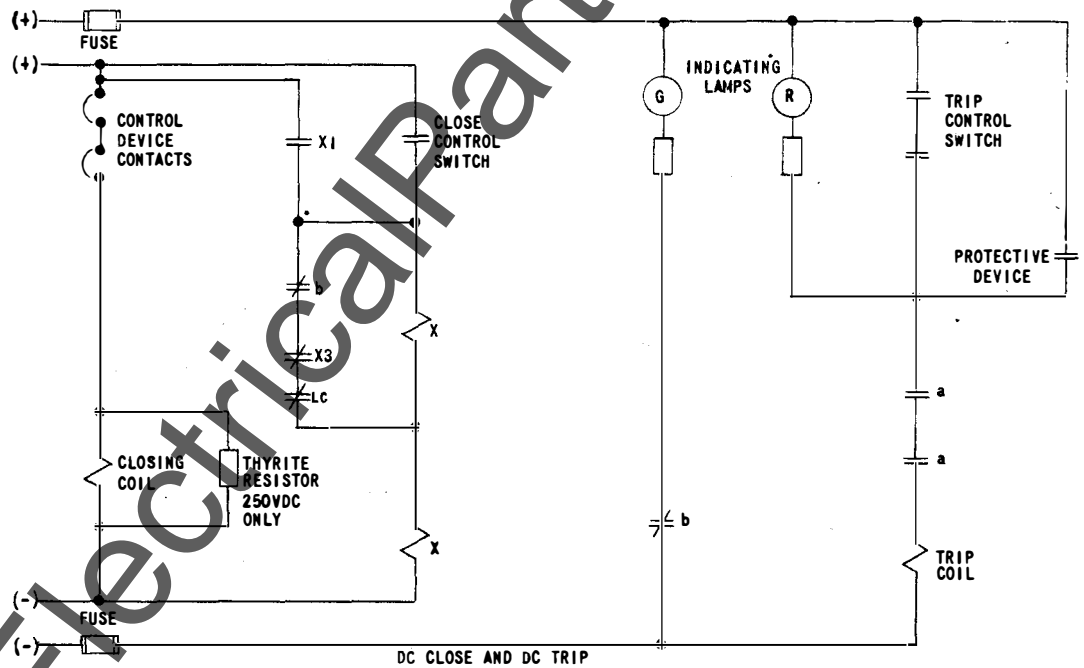 (+)
FUSE
(+)
CONTROL
DEVICE
CONTACTS
X1
CLOSE
CONTROL
SWITCH
INDICATING
LAMPS
G
R
TRIP
CONTROL
SWITCH
PROTECTIVE
DEVICE
b
X3
LC
X
a
a
CLOSING
COIL
THYRITE
RESISTOR
250VDC
ONLY
X
b
TRIP
COIL
(-)
FUSE
(-)
DC CLOSE AND DC TRIP
ElectricalPart